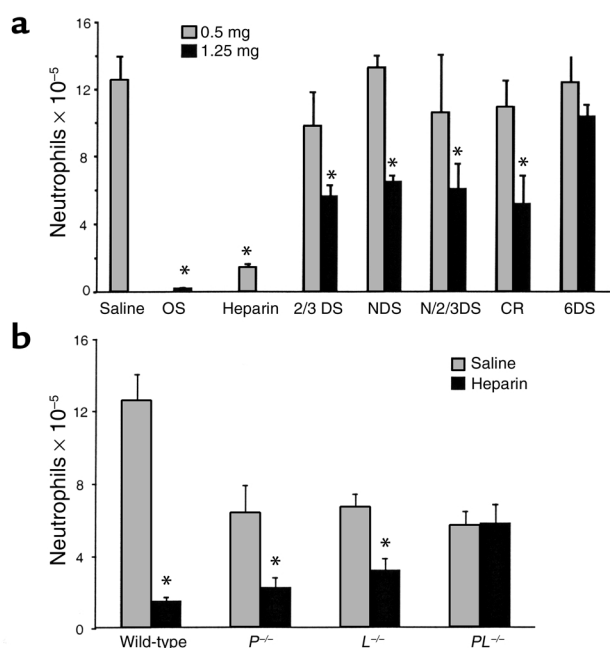 a
16
12
8
4
0
Neutrophils × 10⁻⁵
0.5 mg
1.25 mg
*
*
*
*
*
*
Saline OS Heparin 2/3 DS NDS N/2/3DS CR 6DS
b
16
12
8
4
0
Neutrophils × 10⁻⁵
Saline
Heparin
*
*
*
Wild-type P⁻/⁻ L⁻/⁻ PL⁻/⁻